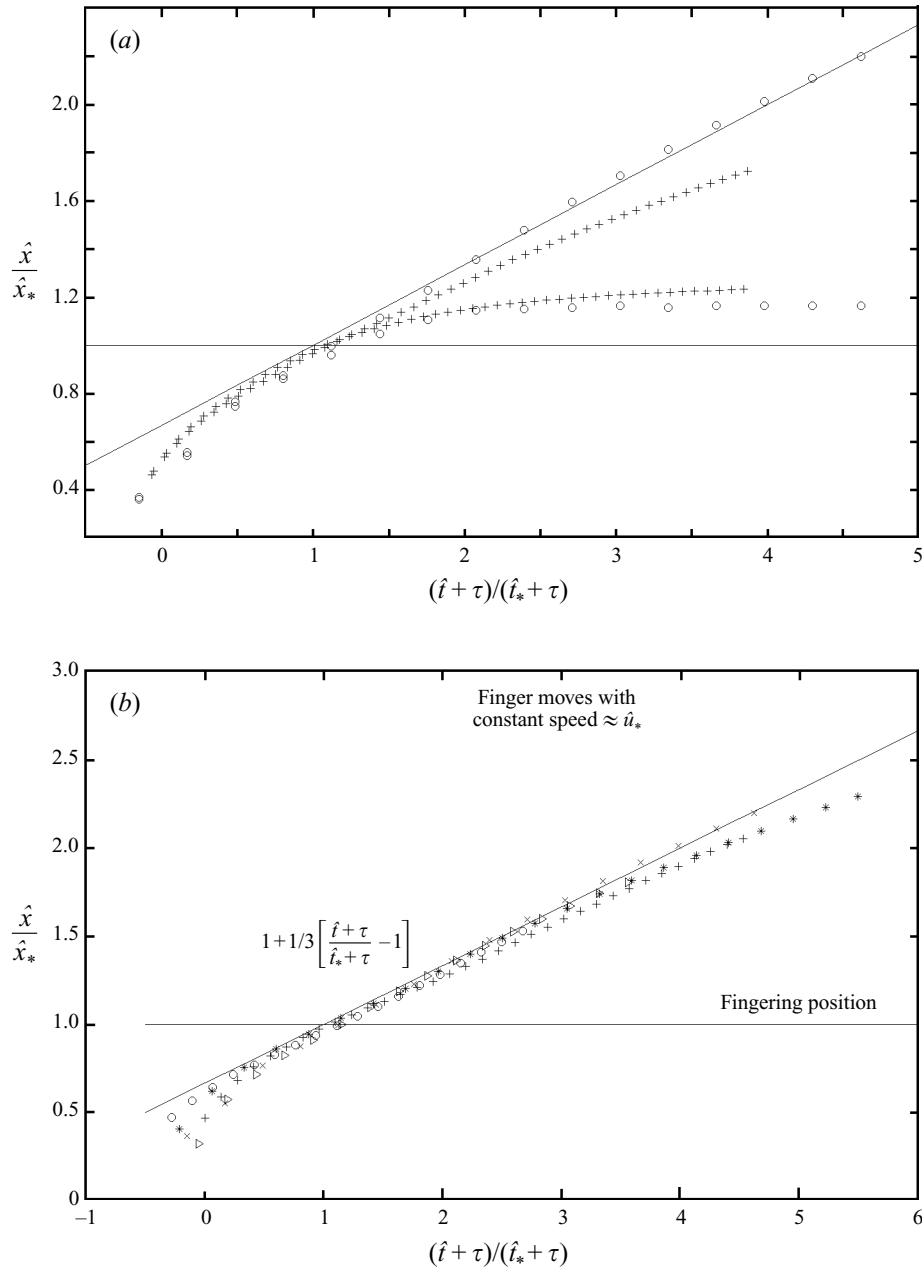 (a)
2.0
1.6
1.2
0.8
0.4
x̂/x̂*
0 1 2 3 4 5
(t̂ + τ)/(t̂* + τ)
(b)
3.0
2.5
2.0
1.5
1.0
0.5
0
x̂/x̂*
Finger moves with
constant speed ≈ û*
1 + 1/3 [ (t̂ + τ)/(t̂* + τ) – 1 ]
Fingering position
–1 0 1 2 3 4 5 6
(t̂ + τ)/(t̂* + τ)